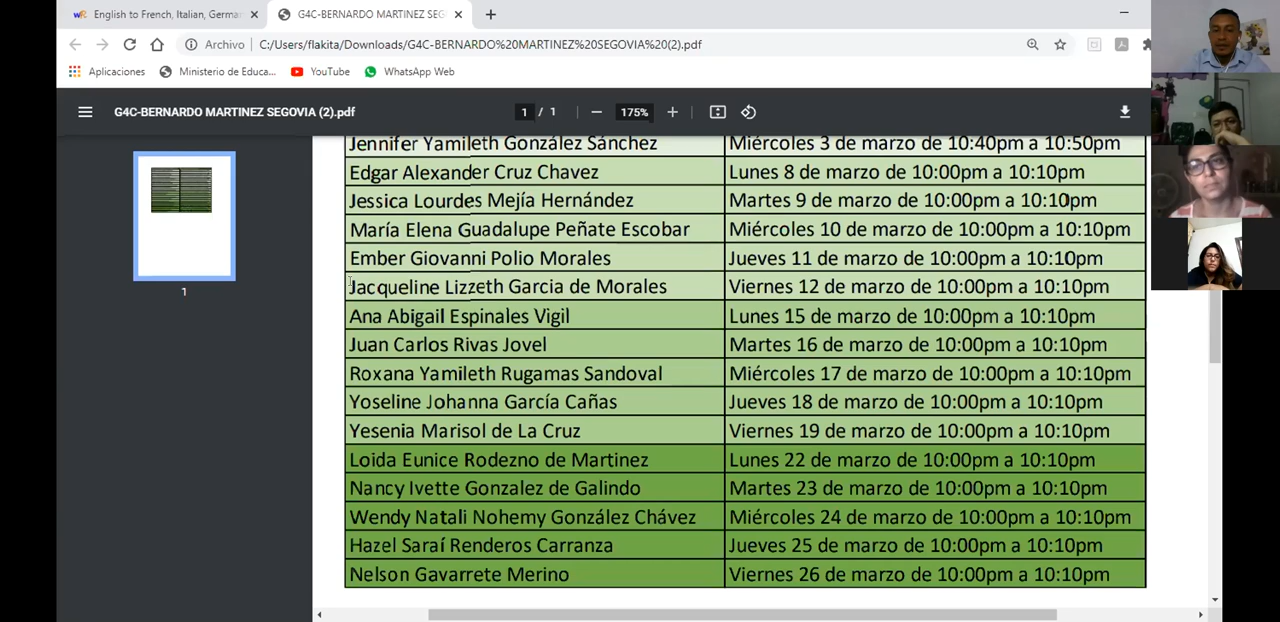 English to French, Italian, German
G4C-BERNARDO MARTINEZ SEG
Archivo
C:/Users/flakita/Downloads/G4C-BERNARDO%20MARTINEZ%20SEGOVIA%20(2).pdf
Aplicaciones
Ministerio de Educa...
YouTube
WhatsApp Web
G4C-BERNARDO MARTINEZ SEGOVIA (2).pdf
1 / 1
175%
1
Jennifer Yamileth González Sánchez Miércoles 3 de marzo de 10:40pm a 10:50pm
Edgar Alexander Cruz Chavez Lunes 8 de marzo de 10:00pm a 10:10pm
Jessica Lourdes Mejía Hernández Martes 9 de marzo de 10:00pm a 10:10pm
María Elena Guadalupe Peñate Escobar Miércoles 10 de marzo de 10:00pm a 10:10pm
Ember Giovanni Polio Morales Jueves 11 de marzo de 10:00pm a 10:10pm
Jacqueline Lizzeth Garcia de Morales Viernes 12 de marzo de 10:00pm a 10:10pm
Ana Abigail Espinales Vigil Lunes 15 de marzo de 10:00pm a 10:10pm
Juan Carlos Rivas Jovel Martes 16 de marzo de 10:00pm a 10:10pm
Roxana Yamileth Rugamas Sandoval Miércoles 17 de marzo de 10:00pm a 10:10pm
Yoseline Johanna García Cañas Jueves 18 de marzo de 10:00pm a 10:10pm
Yesenia Marisol de La Cruz Viernes 19 de marzo de 10:00pm a 10:10pm
Loida Eunice Rodezno de Martinez Lunes 22 de marzo de 10:00pm a 10:10pm
Nancy Ivette Gonzalez de Galindo Martes 23 de marzo de 10:00pm a 10:10pm
Wendy Natali Nohemy González Chávez Miércoles 24 de marzo de 10:00pm a 10:10pm
Hazel Saraí Renderos Carranza Jueves 25 de marzo de 10:00pm a 10:10pm
Nelson Gavarrete Merino Viernes 26 de marzo de 10:00pm a 10:10pm